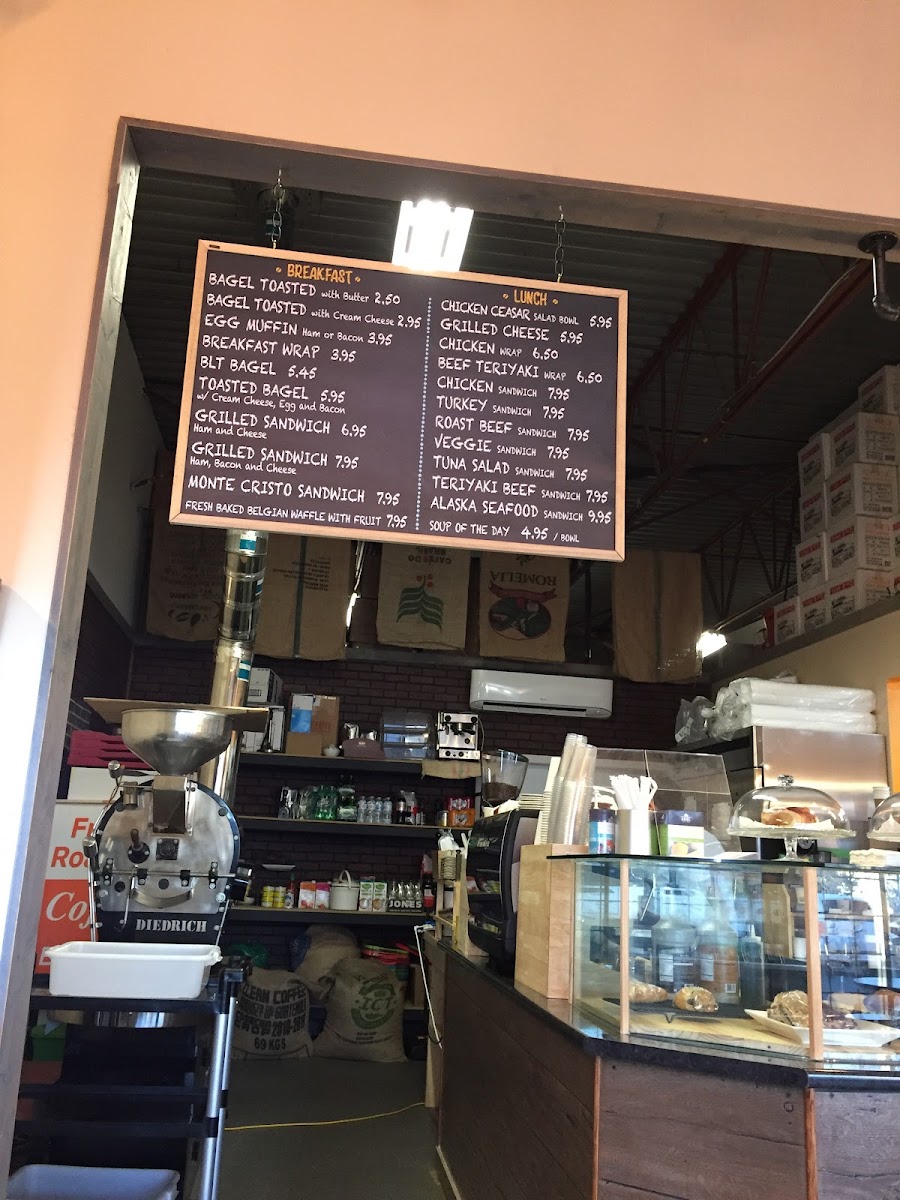 • BREAKFAST •
BAGEL TOASTED with Butter 2,50
BAGEL TOASTED with Cream Cheese 2,95
EGG MUFFIN Ham or Bacon 3,95
BREAKFAST WRAP 3,95
BLT BAGEL 5,45
TOASTED BAGEL 5,95
w/ Cream Cheese, Egg and Bacon
GRILLED SANDWICH 6,95
Ham and Cheese
GRILLED SANDWICH 7,95
Ham, Bacon and Cheese
MONTE CRISTO SANDWICH 7,95
FRESH BAKED BELGIAN WAFFLE WITH FRUIT 7,95
• LUNCH •
CHICKEN CEASAR SALAD BOWL 5,95
GRILLED CHEESE 5,95
CHICKEN WRAP 6,50
BEEF TERIYAKI WRAP 6,50
CHICKEN SANDWICH 7,95
TURKEY SANDWICH 7,95
ROAST BEEF SANDWICH 7,95
VEGGIE SANDWICH 7,95
TUNA SALAD SANDWICH 7,95
TERIYAKI BEEF SANDWICH 7,95
ALASKA SEAFOOD SANDWICH 9,95
SOUP OF THE DAY 4,95 / BOWL
ROMELIA
DIEDRICH
JONES
CLEAN COFFEE
69 KGS